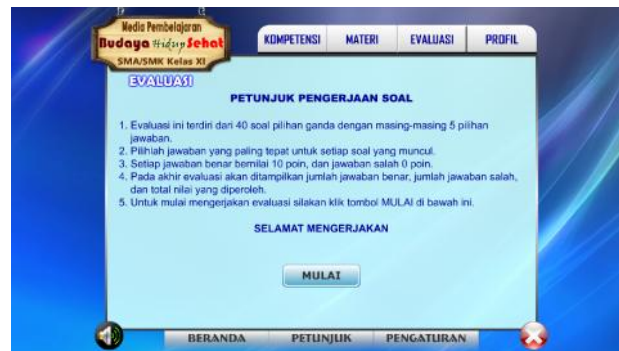 Media Pembelajaran
Budaya Hidup Sehat
SMA/SMK Kelas XI
KOMPETENSI
MATERI
EVALUASI
PROFIL
EVALUASI
PETUNJUK PENGERJAAN SOAL
1. Evaluasi ini terdiri dari 40 soal pilihan ganda dengan masing-masing 5 pilihan
jawaban.
2. Pilihlah jawaban yang paling tepat untuk setiap soal yang muncul.
3. Setiap jawaban benar bernilai 10 poin, dan jawaban salah 0 poin.
4. Pada akhir evaluasi akan ditampilkan jumlah jawaban benar, jumlah jawaban salah,
dan total nilai yang diperoleh.
5. Untuk mulai mengerjakan evaluasi silakan klik tombol MULAI di bawah ini.
SELAMAT MENGERJAKAN
MULAI
BERANDA
PETUNJUK
PENGATURAN